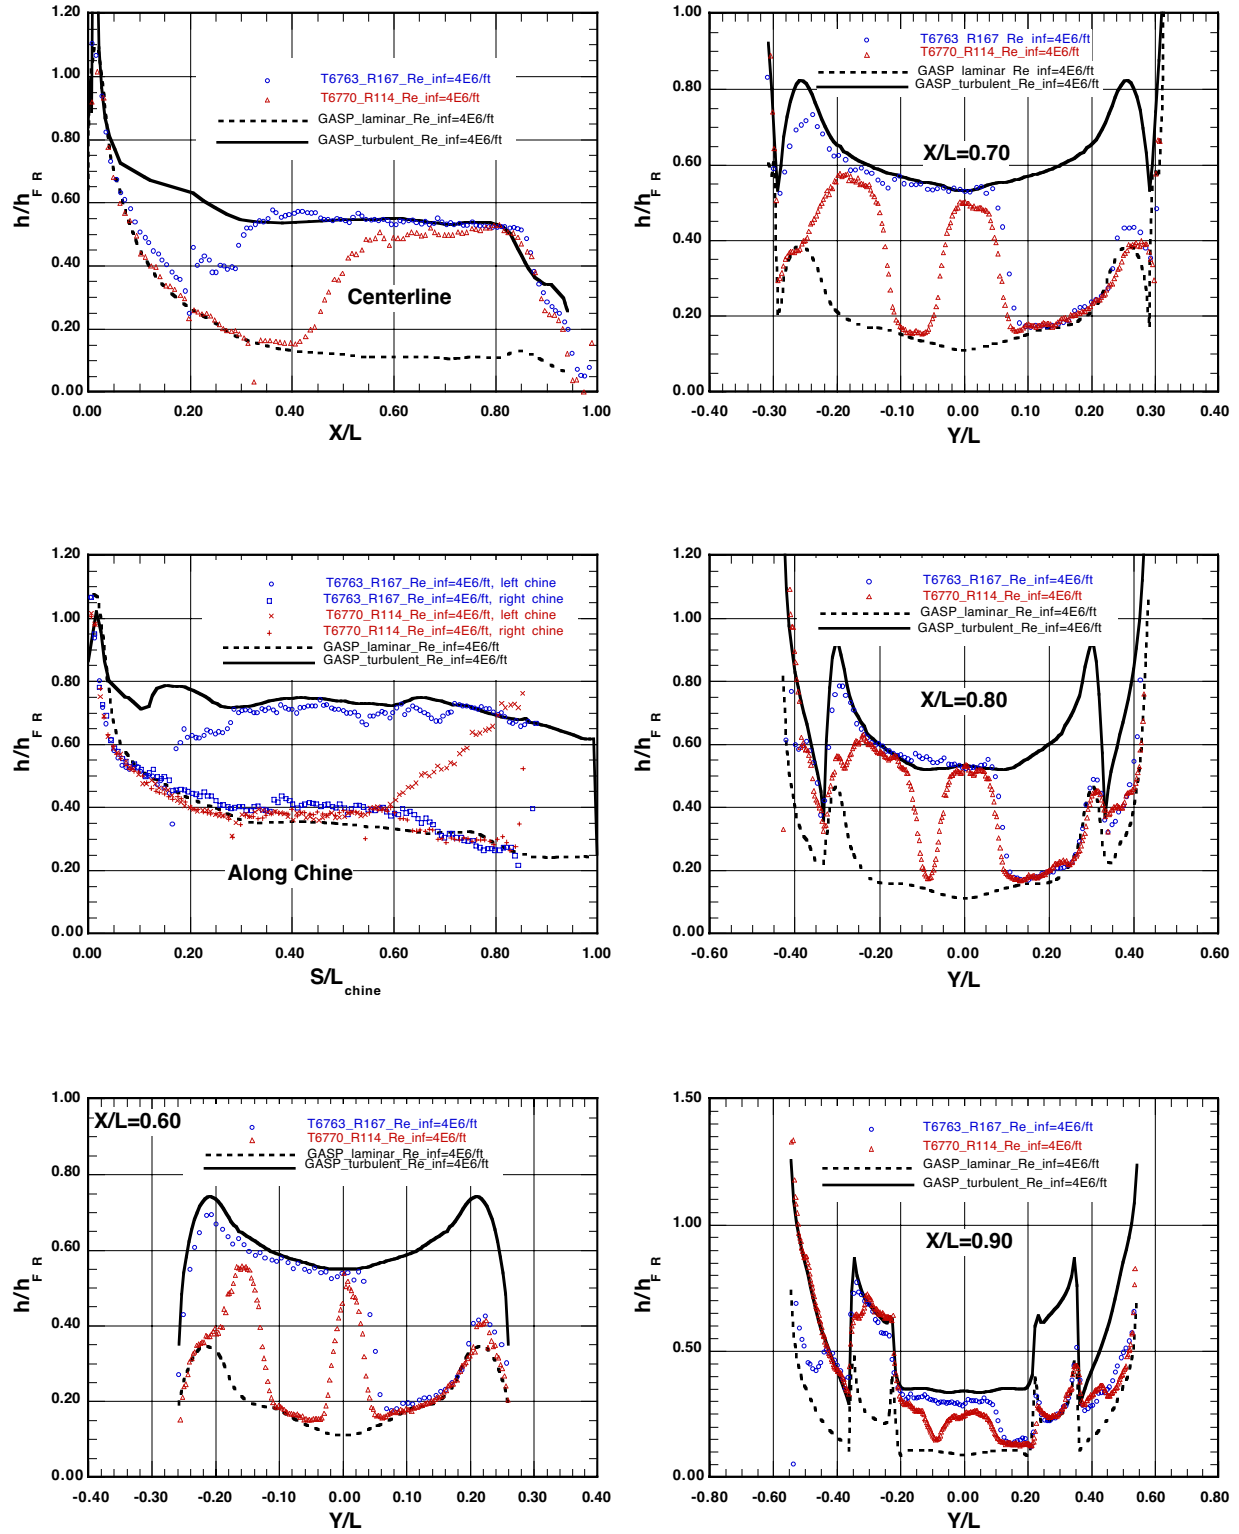 1.20
1.00
0.80
0.60
0.40
0.20
0.00
h/h F R
T6763_R167_Re_inf=4E6/ft
T6770_R114_Re_inf=4E6/ft
GASP_laminar_Re_inf=4E6/ft
GASP_turbulent_Re_inf=4E6/ft
Centerline
0.00 0.20 0.40 0.60 0.80 1.00
X/L
1.00
0.80
0.60
0.40
0.20
0.00
h/h F R
T6763_R167_Re_inf=4E6/ft
T6770_R114_Re_inf=4E6/ft
GASP_laminar_Re_inf=4E6/ft
GASP_turbulent_Re_inf=4E6/ft
X/L=0.70
-0.40 -0.30 -0.20 -0.10 0.00 0.10 0.20 0.30 0.40
Y/L
1.20
1.00
0.80
0.60
0.40
0.20
0.00
h/h F R
T6763_R167_Re_inf=4E6/ft, left chine
T6763_R167_Re_inf=4E6/ft, right chine
T6770_R114_Re_inf=4E6/ft, left chine
T6770_R114_Re_inf=4E6/ft, right chine
GASP_laminar_Re_inf=4E6/ft
GASP_turbulent_Re_inf=4E6/ft
Along Chine
0.00 0.20 0.40 0.60 0.80 1.00
S/L chine
1.20
1.00
0.80
0.60
0.40
0.20
0.00
h/h F R
T6763_R167_Re_inf=4E6/ft
T6770_R114_Re_inf=4E6/ft
GASP_laminar_Re_inf=4E6/ft
GASP_turbulent_Re_inf=4E6/ft
X/L=0.80
-0.60 -0.40 -0.20 0.00 0.20 0.40 0.60
Y/L
1.00
0.80
0.60
0.40
0.20
0.00
h/h F R
X/L=0.60
T6763_R167_Re_inf=4E6/ft
T6770_R114_Re_inf=4E6/ft
GASP_laminar_Re_inf=4E6/ft
GASP_turbulent_Re_inf=4E6/ft
-0.40 -0.30 -0.20 -0.10 0.00 0.10 0.20 0.30 0.40
Y/L
1.50
1.00
0.50
0.00
h/h F R
T6763_R167_Re_inf=4E6/ft
T6770_R114_Re_inf=4E6/ft
GASP_laminar_Re_inf=4E6/ft
GASP_turbulent_Re_inf=4E6/ft
X/L=0.90
-0.80 -0.60 -0.40 -0.20 0.00 0.20 0.40 0.60 0.80
Y/L